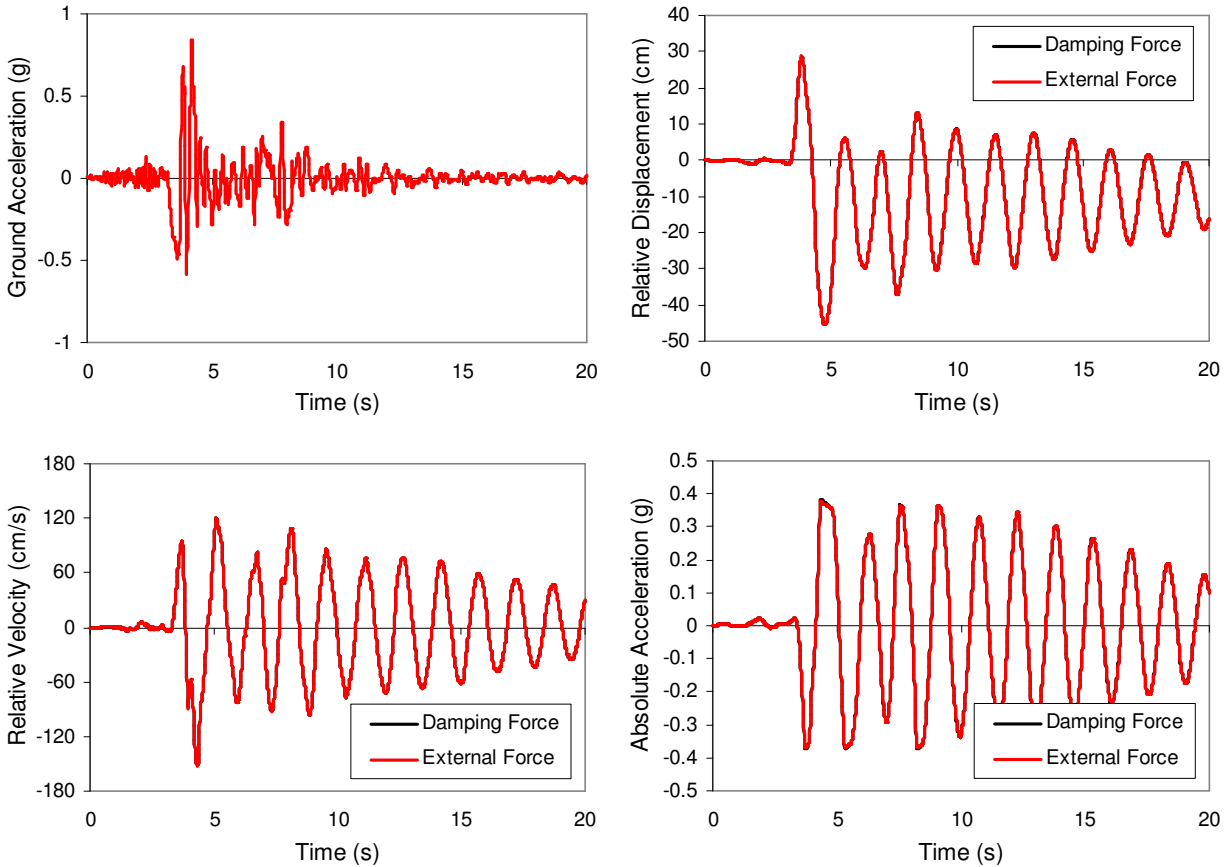 Ground Acceleration (g)
1
0.5
0
-0.5
-1
0 5 10 15 20
Time (s)
Relative Displacement (cm)
40
30
20
10
0
-10
-20
-30
-40
-50
Damping Force
External Force
0 5 10 15 20
Time (s)
Relative Velocity (cm/s)
180
120
60
0
-60
-120
-180
Damping Force
External Force
0 5 10 15 20
Time (s)
Absolute Acceleration (g)
0.5
0.4
0.3
0.2
0.1
0
-0.1
-0.2
-0.3
-0.4
-0.5
Damping Force
External Force
0 5 10 15 20
Time (s)